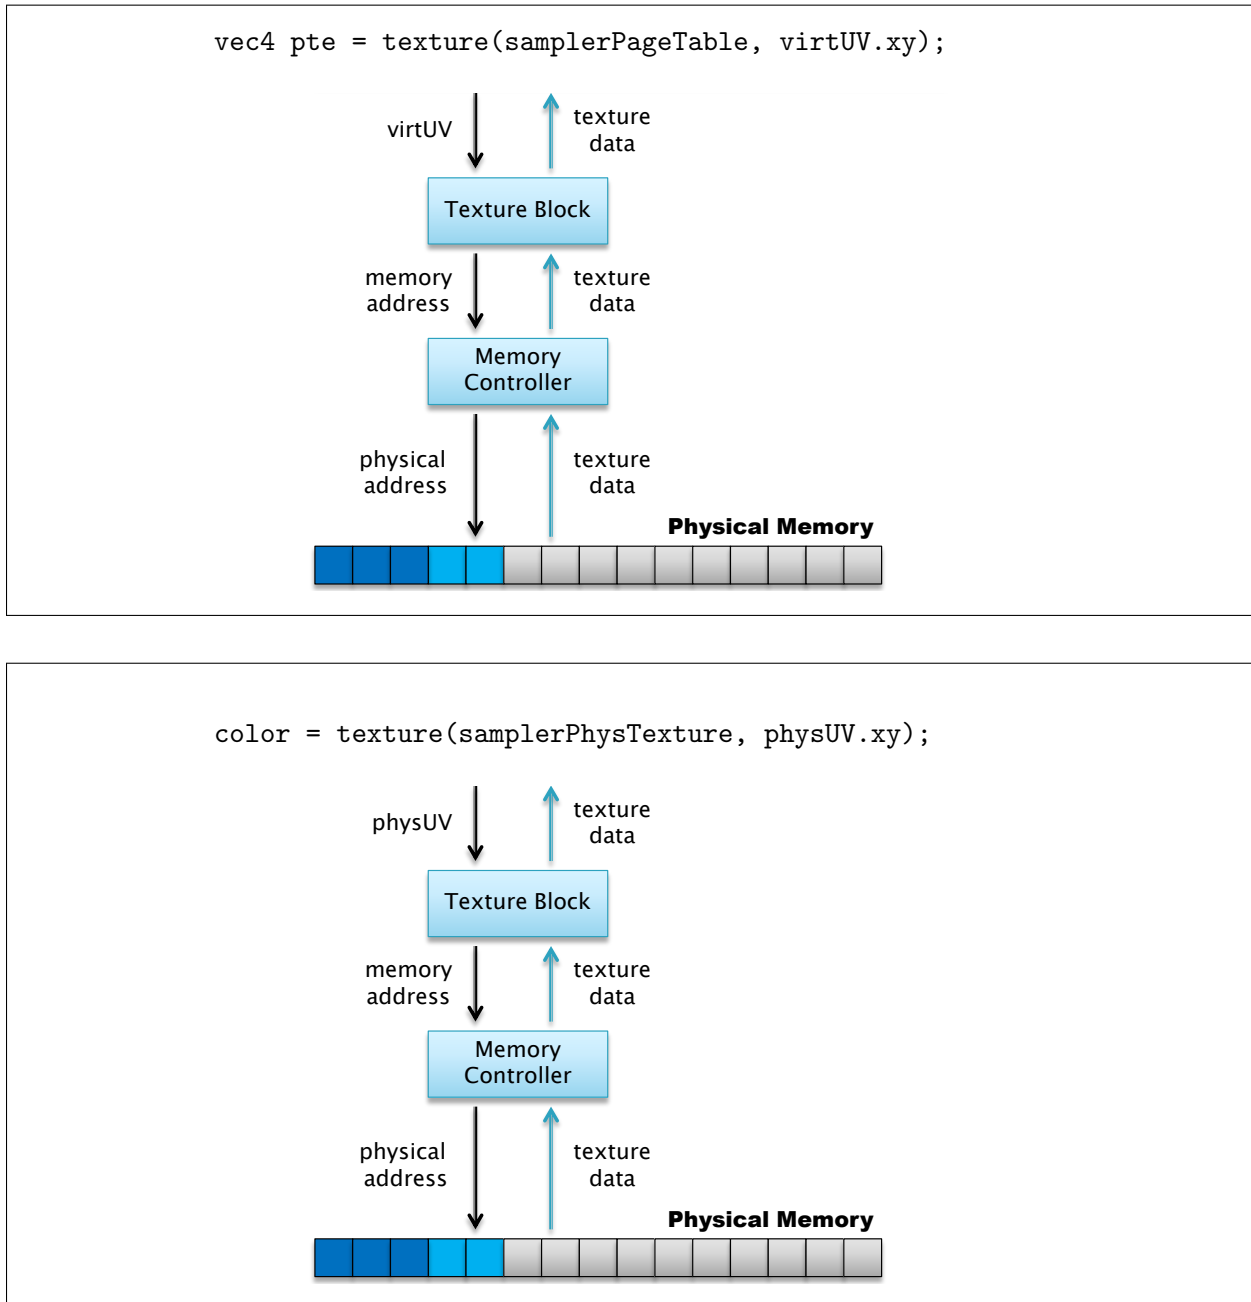 vec4 pte = texture(samplerPageTable, virtUV.xy);
virtUV
texture
data
Texture Block
memory
address
texture
data
Memory
Controller
physical
address
texture
data
Physical Memory
color = texture(samplerPhysTexture, physUV.xy);
physUV
texture
data
Texture Block
memory
address
texture
data
Memory
Controller
physical
address
texture
data
Physical Memory